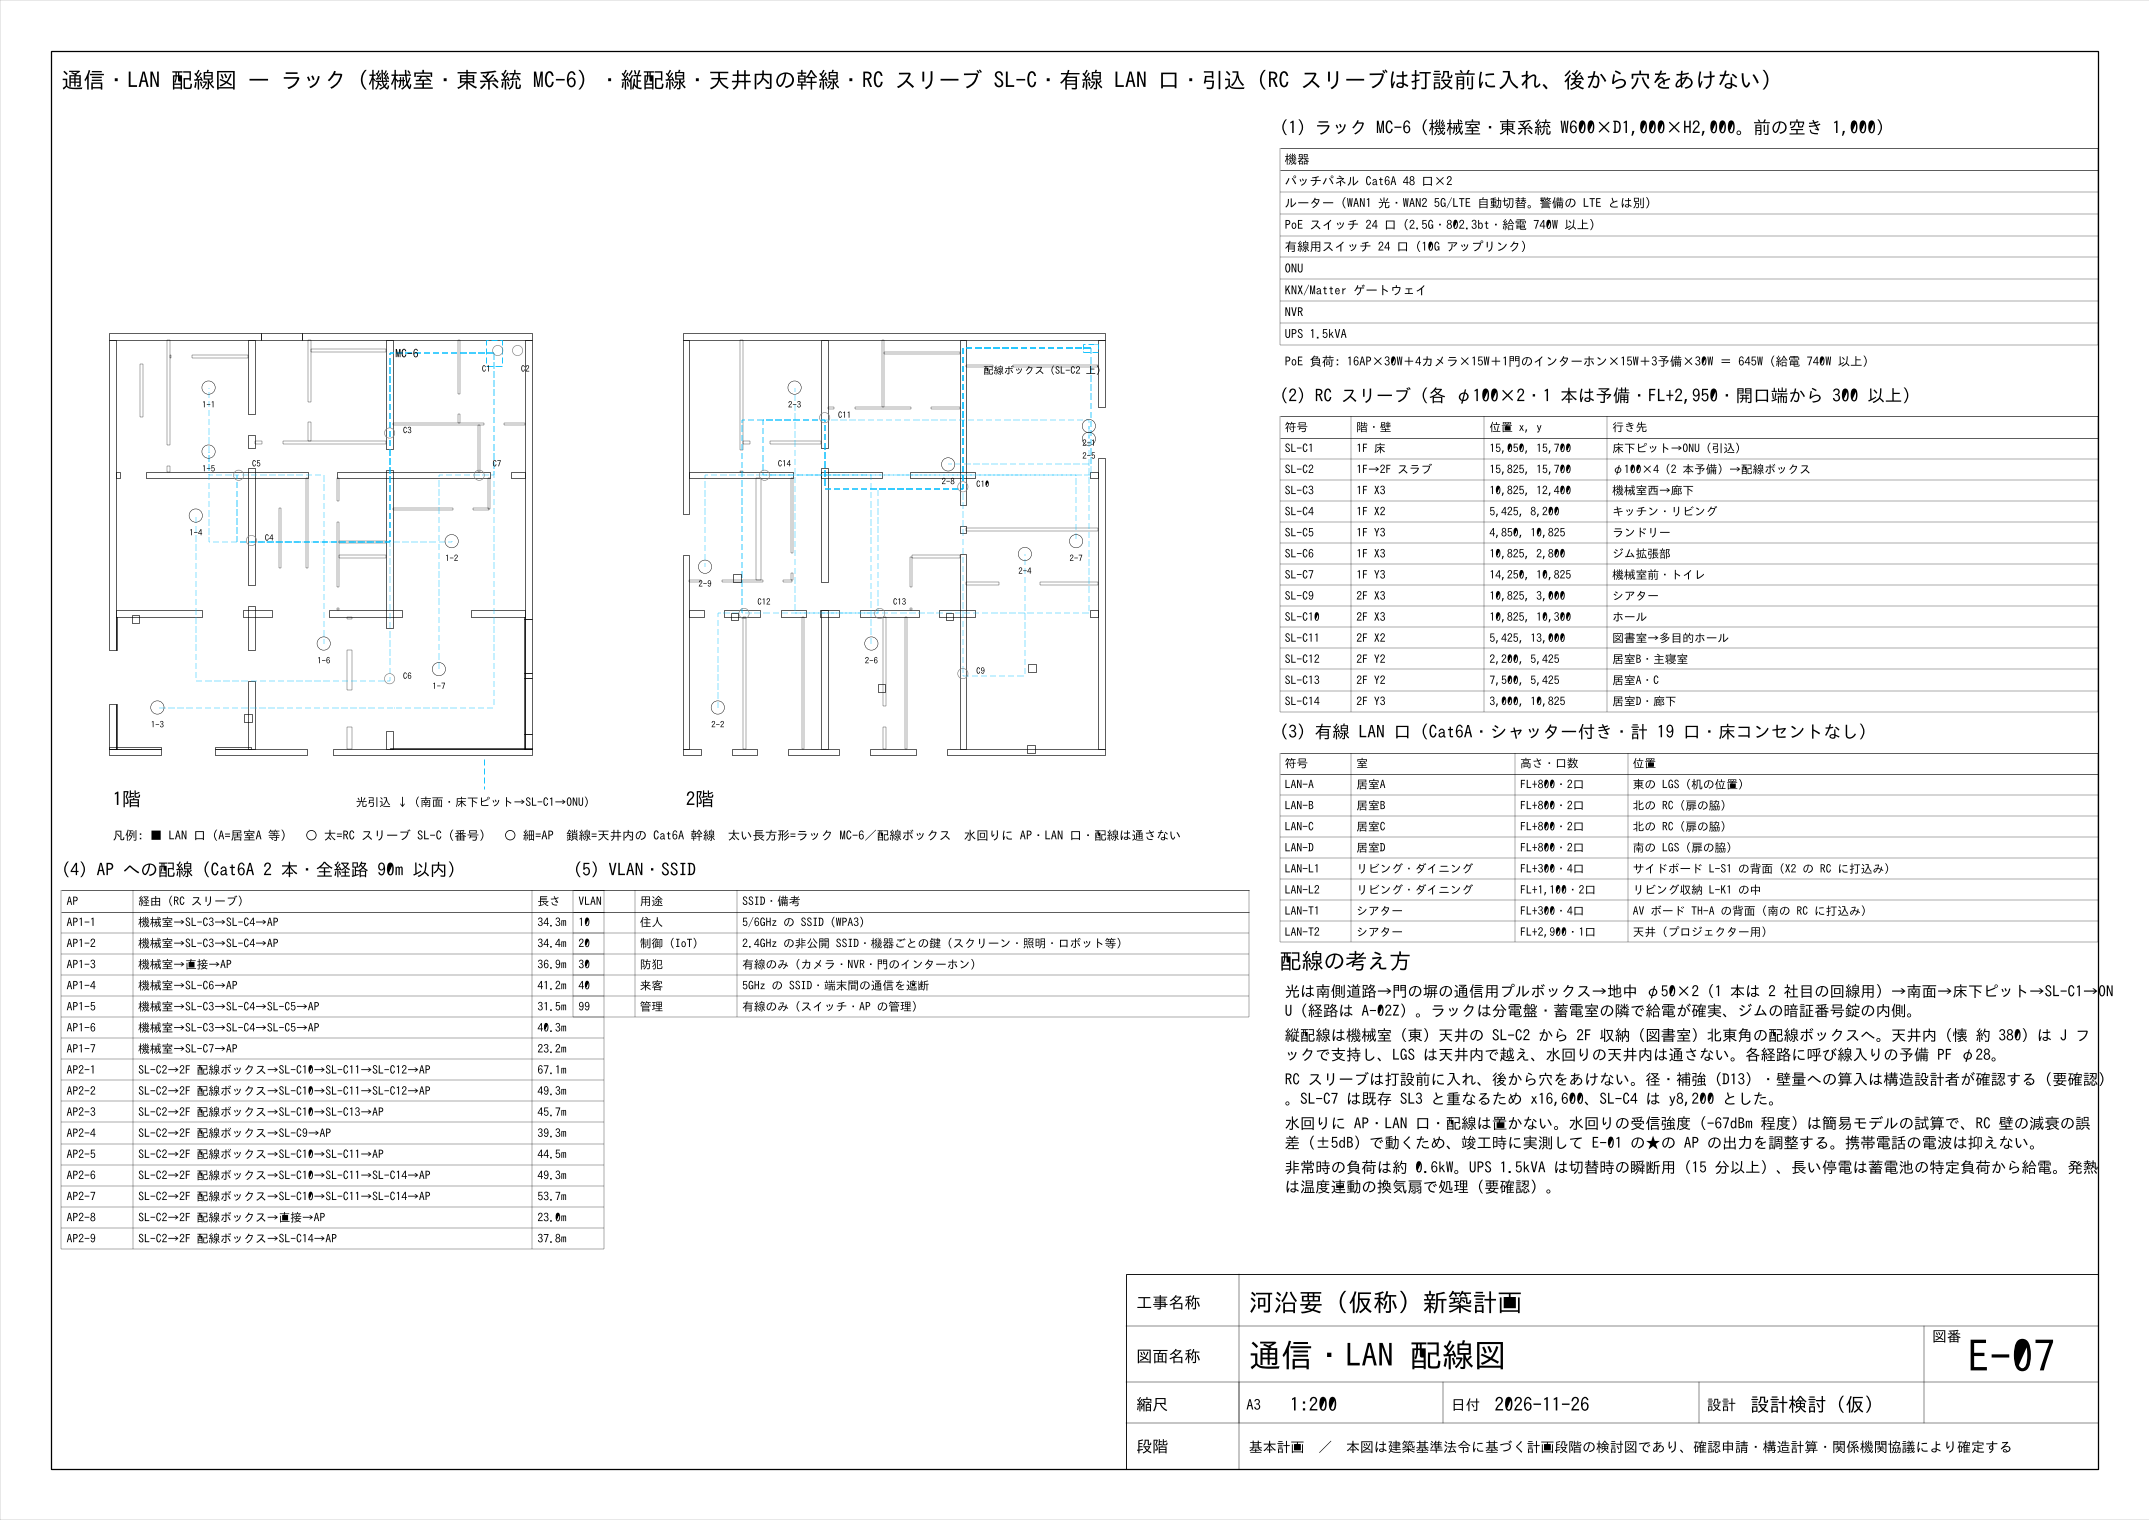 通信・LAN 配線図 ― ラック（機械室・東系統 MC-6）・縦配線・天井内の幹線・RC スリーブ SL-C・有線 LAN 口・引込（RC スリーブは打設前に入れ、後から穴をあけない）
MC-6
C1
C2
1-1
C3
1-5
C5
C7
1-4
C4
1-2
1-6
C6
1-7
1-3
1階
光引込 ↓（南面・床下ピット→SL-C1→ONU）
配線ボックス（SL-C2 上）
2-3
C11
2-1
2-5
C14
2-8
C10
2-7
2-4
2-9
C12
C13
2-6
C9
2-2
2階
凡例: ■ LAN 口（A=居室A 等） ○ 太=RC スリーブ SL-C（番号） ○ 細=AP 鎖線=天井内の Cat6A 幹線 太い長方形=ラック MC-6／配線ボックス 水回りに AP・LAN 口・配線は通さない
(1) ラック MC-6（機械室・東系統 W600×D1,000×H2,000。前の空き 1,000）
機器
パッチパネル Cat6A 48 口×2
ルーター（WAN1 光・WAN2 5G/LTE 自動切替。警備の LTE とは別）
PoE スイッチ 24 口（2.5G・802.3bt・給電 740W 以上）
有線用スイッチ 24 口（10G アップリンク）
ONU
KNX/Matter ゲートウェイ
NVR
UPS 1.5kVA
PoE 負荷: 16AP×30W+4カメラ×15W+1門のインターホン×15W+3予備×30W = 645W（給電 740W 以上）
(2) RC スリーブ（各 φ100×2・1 本は予備・FL+2,950・開口端から 300 以上）
符号 階・壁 位置 x, y 行き先
SL-C1 1F 床 15,050, 15,700 床下ピット→ONU（引込）
SL-C2 1F→2F スラブ 15,825, 15,700 φ100×4（2 本予備）→配線ボックス
SL-C3 1F X3 10,825, 12,400 機械室西→廊下
SL-C4 1F X2 5,425, 8,200 キッチン・リビング
SL-C5 1F Y3 4,850, 10,825 ランドリー
SL-C6 1F X3 10,825, 2,800 ジム拡張部
SL-C7 1F Y3 14,250, 10,825 機械室前・トイレ
SL-C9 2F X3 10,825, 3,000 シアター
SL-C10 2F X3 10,825, 10,300 ホール
SL-C11 2F X2 5,425, 13,000 図書室→多目的ホール
SL-C12 2F Y2 2,200, 5,425 居室B・主寝室
SL-C13 2F Y2 7,500, 5,425 居室A・C
SL-C14 2F Y3 3,000, 10,825 居室D・廊下
(3) 有線 LAN 口（Cat6A・シャッター付き・計 19 口・床コンセントなし）
符号 室 高さ・口数 位置
LAN-A 居室A FL+800・2口 東の LGS（机の位置）
LAN-B 居室B FL+800・2口 北の RC（扉の脇）
LAN-C 居室C FL+800・2口 北の RC（扉の脇）
LAN-D 居室D FL+800・2口 南の LGS（扉の脇）
LAN-L1 リビング・ダイニング FL+300・4口 サイドボード L-S1 の背面（X2 の RC に打込み）
LAN-L2 リビング・ダイニング FL+1,100・2口 リビング収納 L-K1 の中
LAN-T1 シアター FL+300・4口 AV ボード TH-A の背面（南の RC に打込み）
LAN-T2 シアター FL+2,900・1口 天井（プロジェクター用）
(4) AP への配線（Cat6A 2 本・全経路 90m 以内）
AP 経由（RC スリーブ） 長さ
AP1-1 機械室→SL-C3→SL-C4→AP 34.3m
AP1-2 機械室→SL-C3→SL-C4→AP 34.4m
AP1-3 機械室→直接→AP 36.9m
AP1-4 機械室→SL-C6→AP 41.2m
AP1-5 機械室→SL-C3→SL-C4→SL-C5→AP 31.5m
AP1-6 機械室→SL-C3→SL-C4→SL-C5→AP 40.3m
AP1-7 機械室→SL-C7→AP 23.2m
AP2-1 SL-C2→2F 配線ボックス→SL-C10→SL-C11→SL-C12→AP 67.1m
AP2-2 SL-C2→2F 配線ボックス→SL-C10→SL-C11→SL-C12→AP 49.3m
AP2-3 SL-C2→2F 配線ボックス→SL-C10→SL-C13→AP 45.7m
AP2-4 SL-C2→2F 配線ボックス→SL-C9→AP 39.3m
AP2-5 SL-C2→2F 配線ボックス→SL-C10→SL-C11→AP 44.5m
AP2-6 SL-C2→2F 配線ボックス→SL-C10→SL-C11→SL-C14→AP 49.3m
AP2-7 SL-C2→2F 配線ボックス→SL-C10→SL-C11→SL-C14→AP 53.7m
AP2-8 SL-C2→2F 配線ボックス→直接→AP 23.0m
AP2-9 SL-C2→2F 配線ボックス→SL-C14→AP 37.8m
(5) VLAN・SSID
VLAN 用途 SSID・備考
10 住人 5/6GHz の SSID（WPA3）
20 制御（IoT） 2.4GHz の非公開 SSID・機器ごとの鍵（スクリーン・照明・ロボット等）
30 防犯 有線のみ（カメラ・NVR・門のインターホン）
40 来客 5GHz の SSID・端末間の通信を遮断
99 管理 有線のみ（スイッチ・AP の管理）
配線の考え方
光は南側道路→門の塀の通信用プルボックス→地中 φ50×2（1 本は 2 社目の回線用）→南面→床下ピット→SL-C1→ON
U（経路は A-02Z）。ラックは分電盤・蓄電室の隣で給電が確実、ジムの暗証番号錠の内側。
縦配線は機械室（東）天井の SL-C2 から 2F 収納（図書室）北東角の配線ボックスへ。天井内（懐 約 380）は J フ
ックで支持し、LGS は天井内で越え、水回りの天井内は通さない。各経路に呼び線入りの予備 PF φ28。
RC スリーブは打設前に入れ、後から穴をあけない。径・補強（D13）・壁量への算入は構造設計者が確認する（要確認）
。SL-C7 は既存 SL3 と重なるため x16,600、SL-C4 は y8,200 とした。
水回りに AP・LAN 口・配線は置かない。水回りの受信強度（-67dBm 程度）は簡易モデルの試算で、RC 壁の減衰の誤
差（±5dB）で動くため、竣工時に実測して E-01 の★の AP の出力を調整する。携帯電話の電波は抑えない。
非常時の負荷は約 0.6kW。UPS 1.5kVA は切替時の瞬断用（15 分以上）、長い停電は蓄電池の特定負荷から給電。発熱
は温度連動の換気扇で処理（要確認）。
工事名称 河沿要（仮称）新築計画
図面名称 通信・LAN 配線図 図番 E-07
縮尺 A3 1:200 日付 2026-11-26 設計 設計検討（仮）
段階 基本計画 ／ 本図は建築基準法令に基づく計画段階の検討図であり、確認申請・構造計算・関係機関協議により確定する